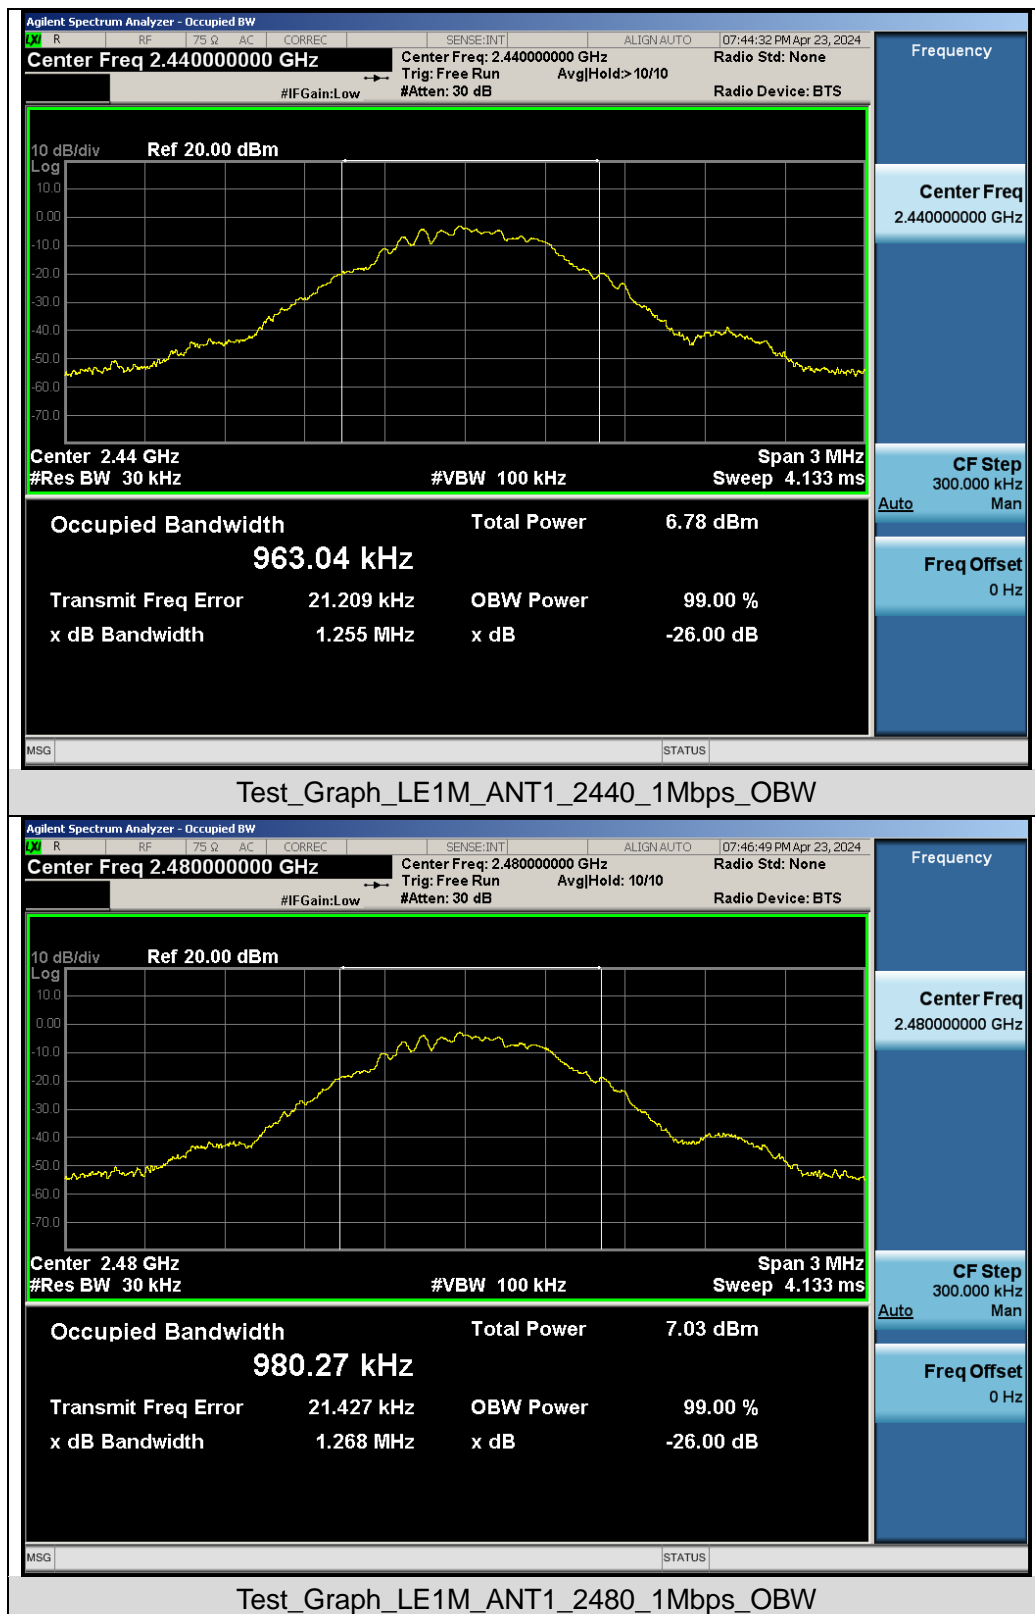 Agilent Spectrum Analyzer - Occupied BW
LXI R RF 75 Ω AC CORREC SENSE:INT ALIGN AUTO 07:44:32 PM Apr 23, 2024
Center Freq 2.440000000 GHz
Center Freq: 2.440000000 GHz Radio Std: None
Trig: Free Run Avg|Hold:> 10/10
#IFGain:Low #Atten: 30 dB Radio Device: BTS
Frequency
10 dB/div Ref 20.00 dBm
Log
10.0
0.00
-10.0
-20.0
-30.0
-40.0
-50.0
-60.0
-70.0
Center 2.44 GHz Span 3 MHz
#Res BW 30 kHz #VBW 100 kHz Sweep 4.133 ms
Center Freq
2.440000000 GHz
CF Step
300.000 kHz
Auto Man
Freq Offset
0 Hz
Occupied Bandwidth Total Power 6.78 dBm
963.04 kHz
Transmit Freq Error 21.209 kHz OBW Power 99.00 %
x dB Bandwidth 1.255 MHz x dB -26.00 dB
MSG STATUS
Test_Graph_LE1M_ANT1_2440_1Mbps_OBW
Agilent Spectrum Analyzer - Occupied BW
LXI R RF 75 Ω AC CORREC SENSE:INT ALIGN AUTO 07:46:49 PM Apr 23, 2024
Center Freq 2.480000000 GHz
Center Freq: 2.480000000 GHz Radio Std: None
Trig: Free Run Avg|Hold: 10/10
#IFGain:Low #Atten: 30 dB Radio Device: BTS
Frequency
10 dB/div Ref 20.00 dBm
Log
10.0
0.00
-10.0
-20.0
-30.0
-40.0
-50.0
-60.0
-70.0
Center 2.48 GHz Span 3 MHz
#Res BW 30 kHz #VBW 100 kHz Sweep 4.133 ms
Center Freq
2.480000000 GHz
CF Step
300.000 kHz
Auto Man
Freq Offset
0 Hz
Occupied Bandwidth Total Power 7.03 dBm
980.27 kHz
Transmit Freq Error 21.427 kHz OBW Power 99.00 %
x dB Bandwidth 1.268 MHz x dB -26.00 dB
MSG STATUS
Test_Graph_LE1M_ANT1_2480_1Mbps_OBW